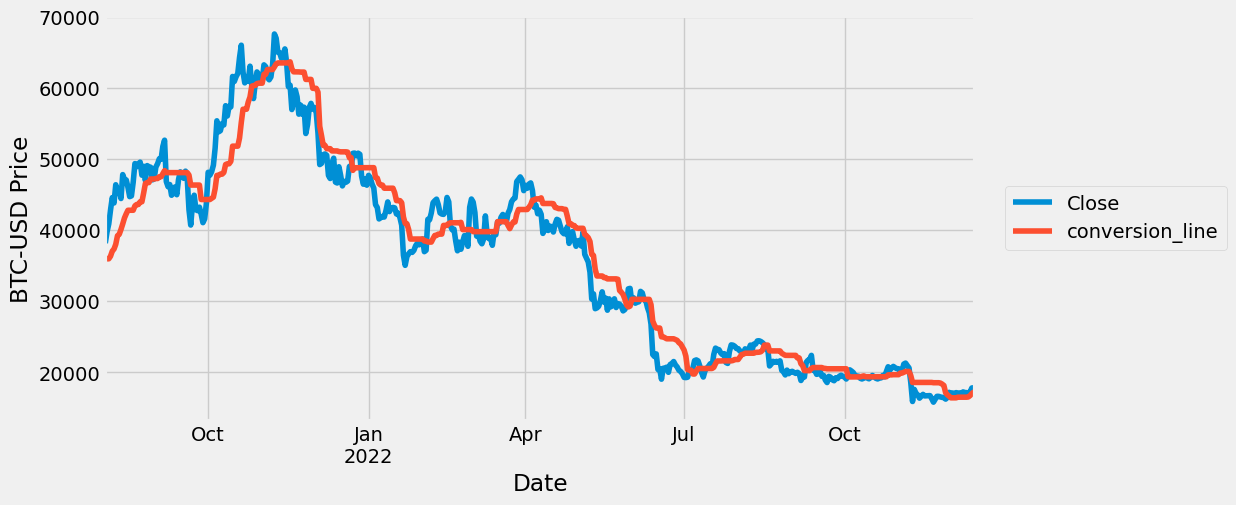 70000
60000
50000
40000
30000
20000
BTC-USD Price
Oct
Jan
2022
Apr
Jul
Oct
Date
Close
conversion_line